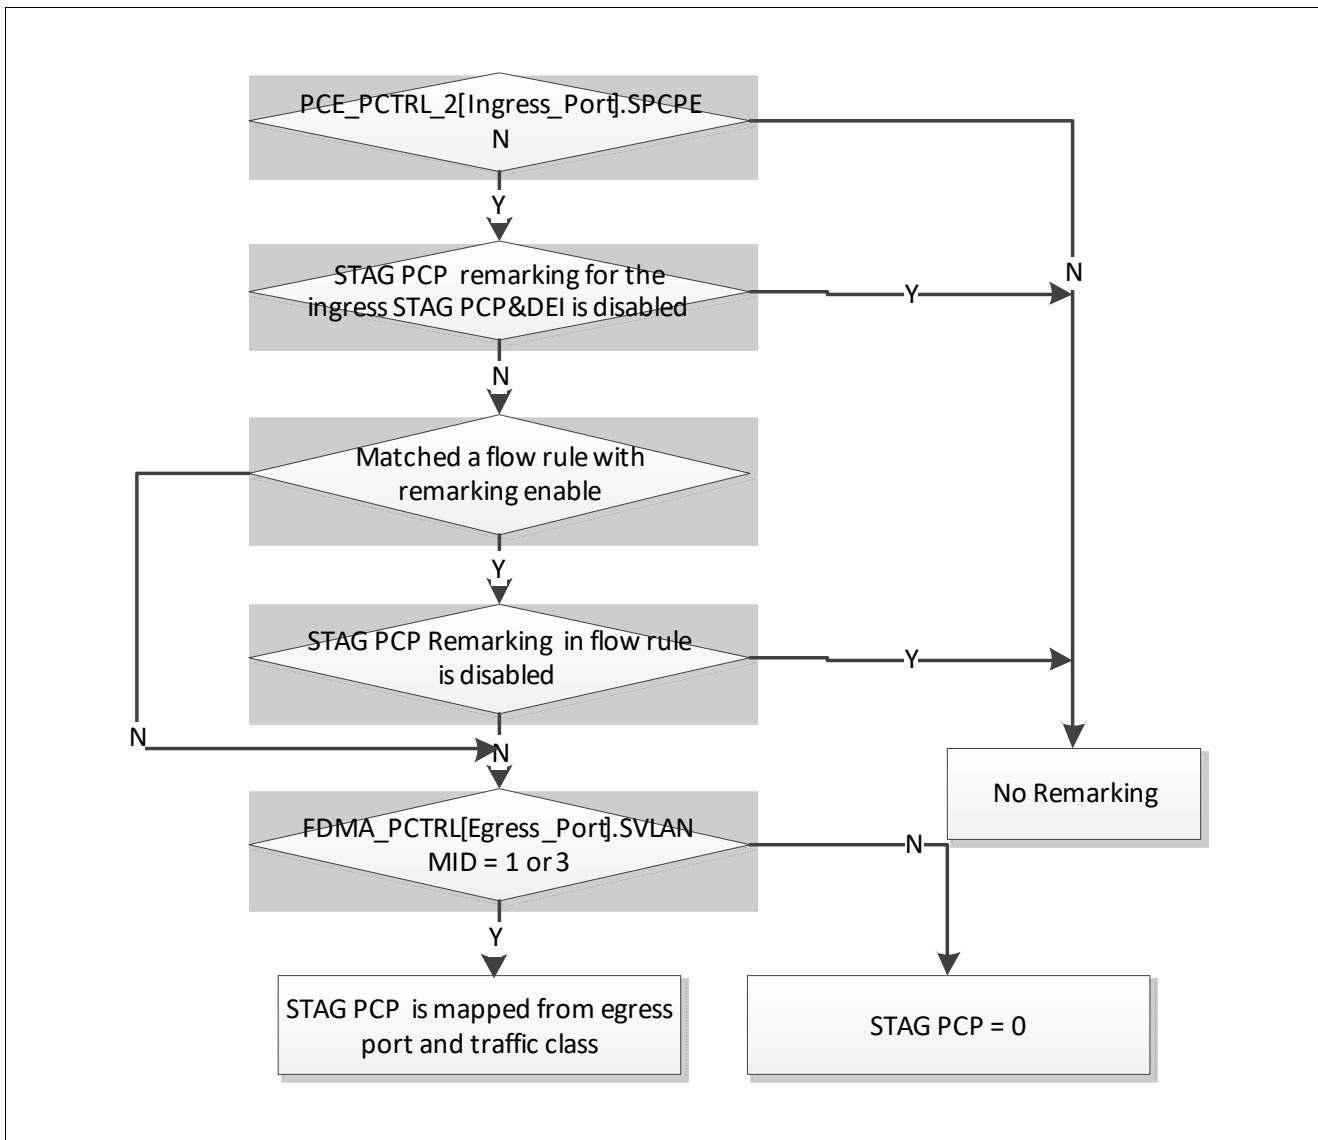 PCE_PCTRL_2[Ingress_Port].SPCPE
N
Y
STAG PCP remarking for the
ingress STAG PCP&DEI is disabled
Y
N
N
Matched a flow rule with
remarking enable
Y
STAG PCP Remarking in flow rule
is disabled
Y
N
N
No Remarking
FDMA_PCTRL[Egress_Port].SVLAN
MID = 1 or 3
N
Y
STAG PCP is mapped from egress
port and traffic class
STAG PCP = 0